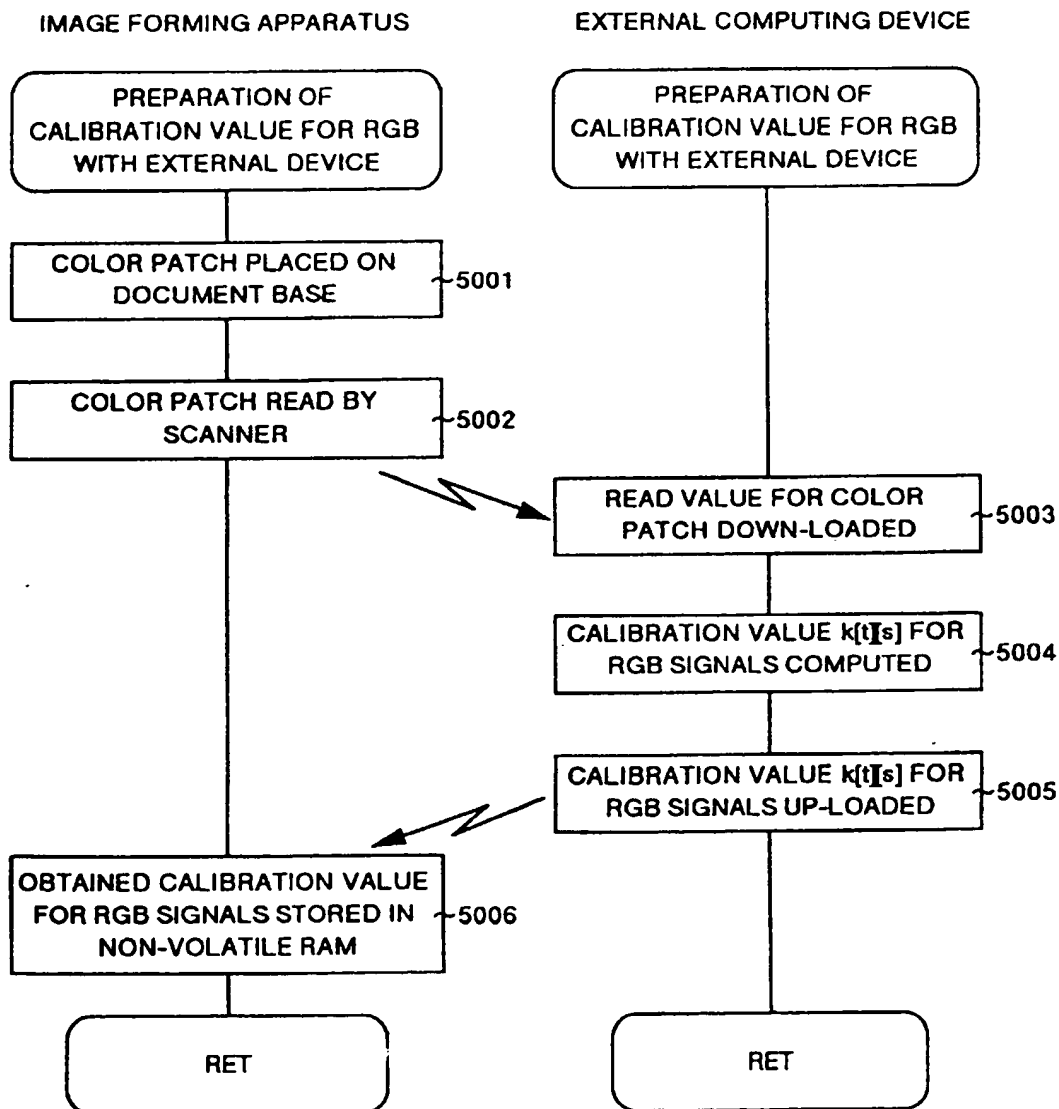 IMAGE FORMING APPARATUS
EXTERNAL COMPUTING DEVICE
PREPARATION OF
CALIBRATION VALUE FOR RGB
WITH EXTERNAL DEVICE
PREPARATION OF
CALIBRATION VALUE FOR RGB
WITH EXTERNAL DEVICE
COLOR PATCH PLACED ON
DOCUMENT BASE
5001
COLOR PATCH READ BY
SCANNER
5002
READ VALUE FOR COLOR
PATCH DOWN-LOADED
5003
CALIBRATION VALUE k[t][s] FOR
RGB SIGNALS COMPUTED
5004
CALIBRATION VALUE k[t][s] FOR
RGB SIGNALS UP-LOADED
5005
OBTAINED CALIBRATION VALUE
FOR RGB SIGNALS STORED IN
NON-VOLATILE RAM
5006
RET
RET